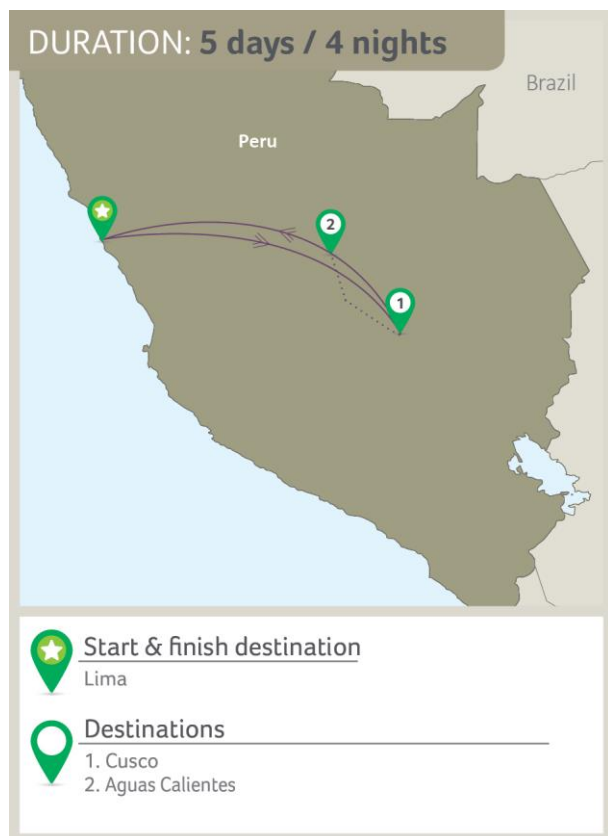 DURATION: 5 days / 4 nights
Brazil
Peru
2
1
Start & finish destination
Lima
Destinations
1. Cusco
2. Aguas Calientes